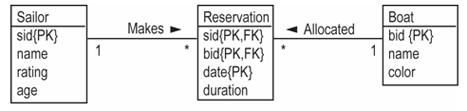 Sailor
sid{PK}
name
rating
age
Makes ►
1
*
Reservation
sid{PK,FK}
bid{PK,FK}
date{PK}
duration
◄ Allocated
*
1
Boat
bid {PK}
name
color